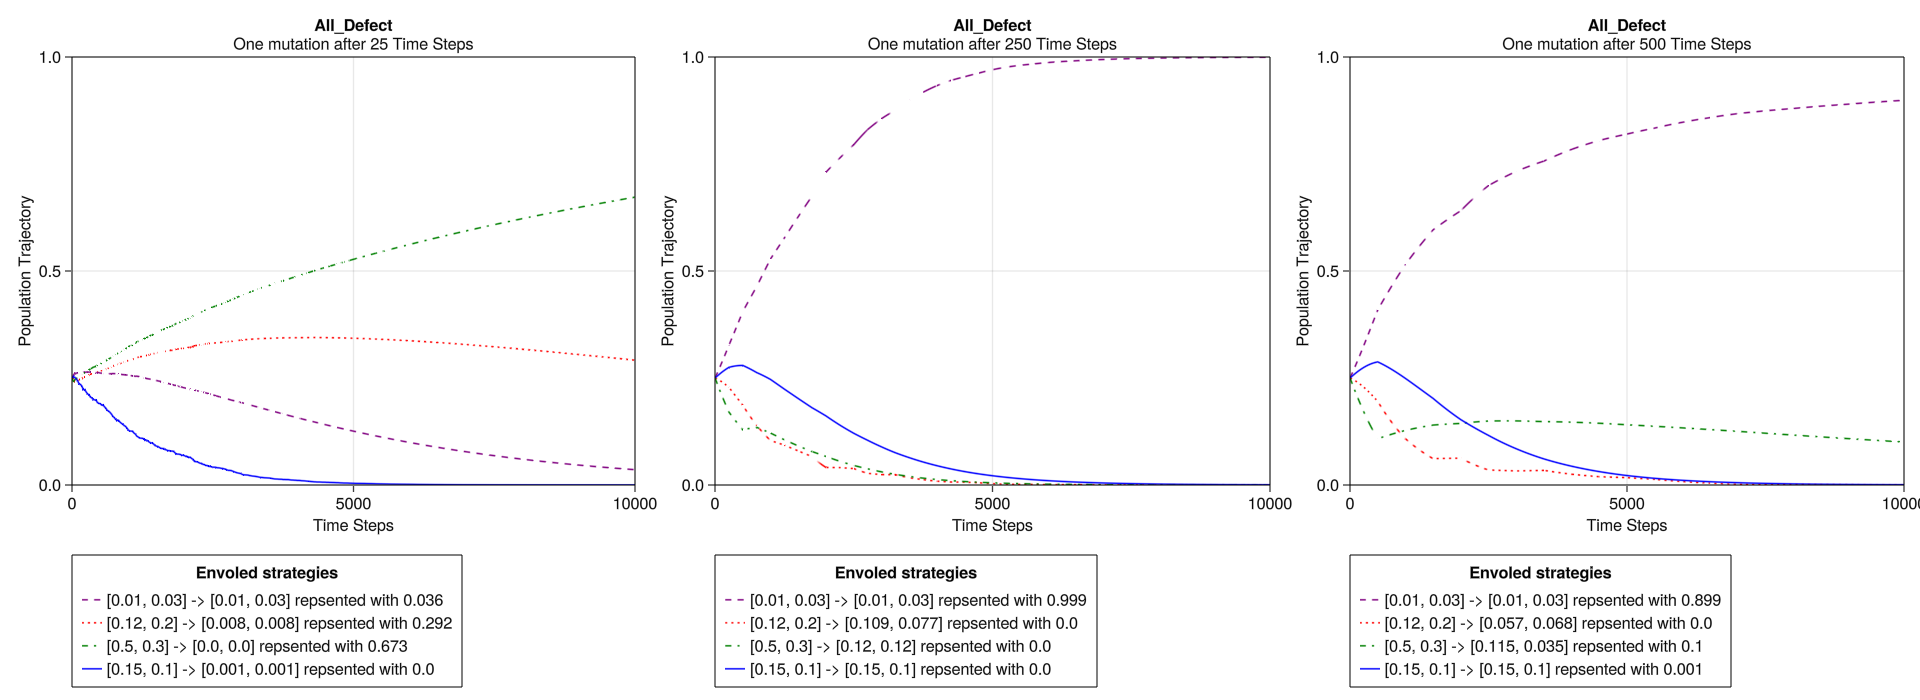 All_Defect
One mutation after 25 Time Steps
1.0
0.5
0.0
Population Trajectory
0
5000
10000
Time Steps
Envoled strategies
[0.01, 0.03] -> [0.01, 0.03] repsented with 0.036
[0.12, 0.2] -> [0.008, 0.008] repsented with 0.292
[0.5, 0.3] -> [0.0, 0.0] repsented with 0.673
[0.15, 0.1] -> [0.001, 0.001] repsented with 0.0
All_Defect
One mutation after 250 Time Steps
1.0
0.5
0.0
Population Trajectory
0
5000
10000
Time Steps
Envoled strategies
[0.01, 0.03] -> [0.01, 0.03] repsented with 0.999
[0.12, 0.2] -> [0.109, 0.077] repsented with 0.0
[0.5, 0.3] -> [0.12, 0.12] repsented with 0.0
[0.15, 0.1] -> [0.15, 0.1] repsented with 0.0
All_Defect
One mutation after 500 Time Steps
1.0
0.5
0.0
Population Trajectory
0
5000
10000
Time Steps
Envoled strategies
[0.01, 0.03] -> [0.01, 0.03] repsented with 0.899
[0.12, 0.2] -> [0.057, 0.068] repsented with 0.0
[0.5, 0.3] -> [0.115, 0.035] repsented with 0.1
[0.15, 0.1] -> [0.15, 0.1] repsented with 0.001